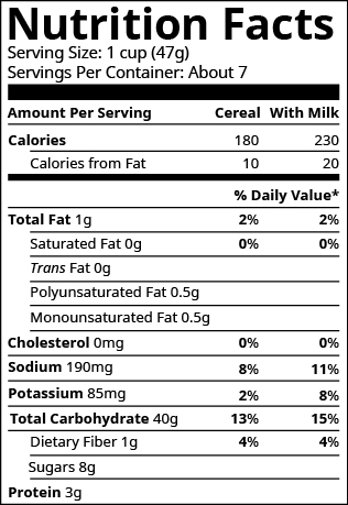 Nutrition Facts
Serving Size: 1 cup (47g)
Servings Per Container: About 7
Amount Per Serving Cereal With Milk
Calories 180 230
Calories from Fat 10 20
% Daily Value*
Total Fat 1g 2% 2%
Saturated Fat 0g 0% 0%
Trans Fat 0g
Polyunsaturated Fat 0.5g
Monounsaturated Fat 0.5g
Cholesterol 0mg 0% 0%
Sodium 190mg 8% 11%
Potassium 85mg 2% 8%
Total Carbohydrate 40g 13% 15%
Dietary Fiber 1g 4% 4%
Sugars 8g
Protein 3g